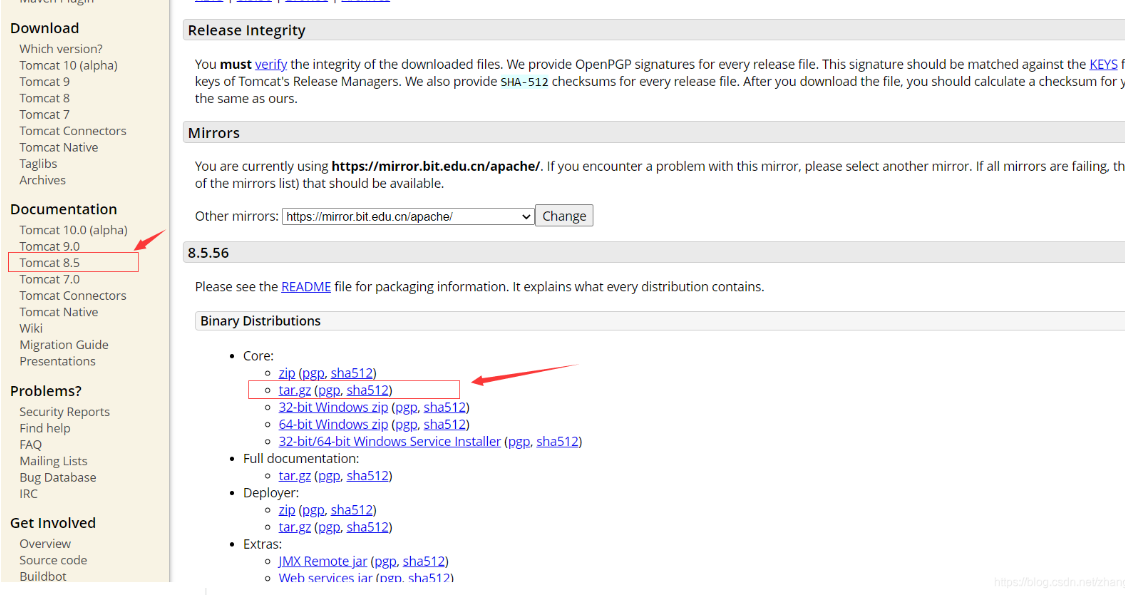 Maven Plugin
Download
Which version?
Tomcat 10 (alpha)
Tomcat 9
Tomcat 8
Tomcat 7
Tomcat Connectors
Tomcat Native
Taglibs
Archives
Documentation
Tomcat 10.0 (alpha)
Tomcat 9.0
Tomcat 8.5
Tomcat 7.0
Tomcat Connectors
Tomcat Native
Wiki
Migration Guide
Presentations
Problems?
Security Reports
Find help
FAQ
Mailing Lists
Bug Database
IRC
Get Involved
Overview
Source code
Buildbot
Release Integrity
You must verify the integrity of the downloaded files. We provide OpenPGP signatures for every release file. This signature should be matched against the KEYS f
keys of Tomcat's Release Managers. We also provide SHA-512 checksums for every release file. After you download the file, you should calculate a checksum for y
the same as ours.
Mirrors
You are currently using https://mirror.bit.edu.cn/apache/. If you encounter a problem with this mirror, please select another mirror. If all mirrors are failing, th
of the mirrors list) that should be available.
Other mirrors: https://mirror.bit.edu.cn/apache/ Change
8.5.56
Please see the README file for packaging information. It explains what every distribution contains.
Binary Distributions
Core:
zip (pgp, sha512)
tar.gz (pgp, sha512)
32-bit Windows zip (pgp, sha512)
64-bit Windows zip (pgp, sha512)
32-bit/64-bit Windows Service Installer (pgp, sha512)
Full documentation:
tar.gz (pgp, sha512)
Deployer:
zip (pgp, sha512)
tar.gz (pgp, sha512)
Extras:
JMX Remote jar (pgp, sha512)
Web services jar (pgp, sha512)
https://blog.csdn.net/zhang